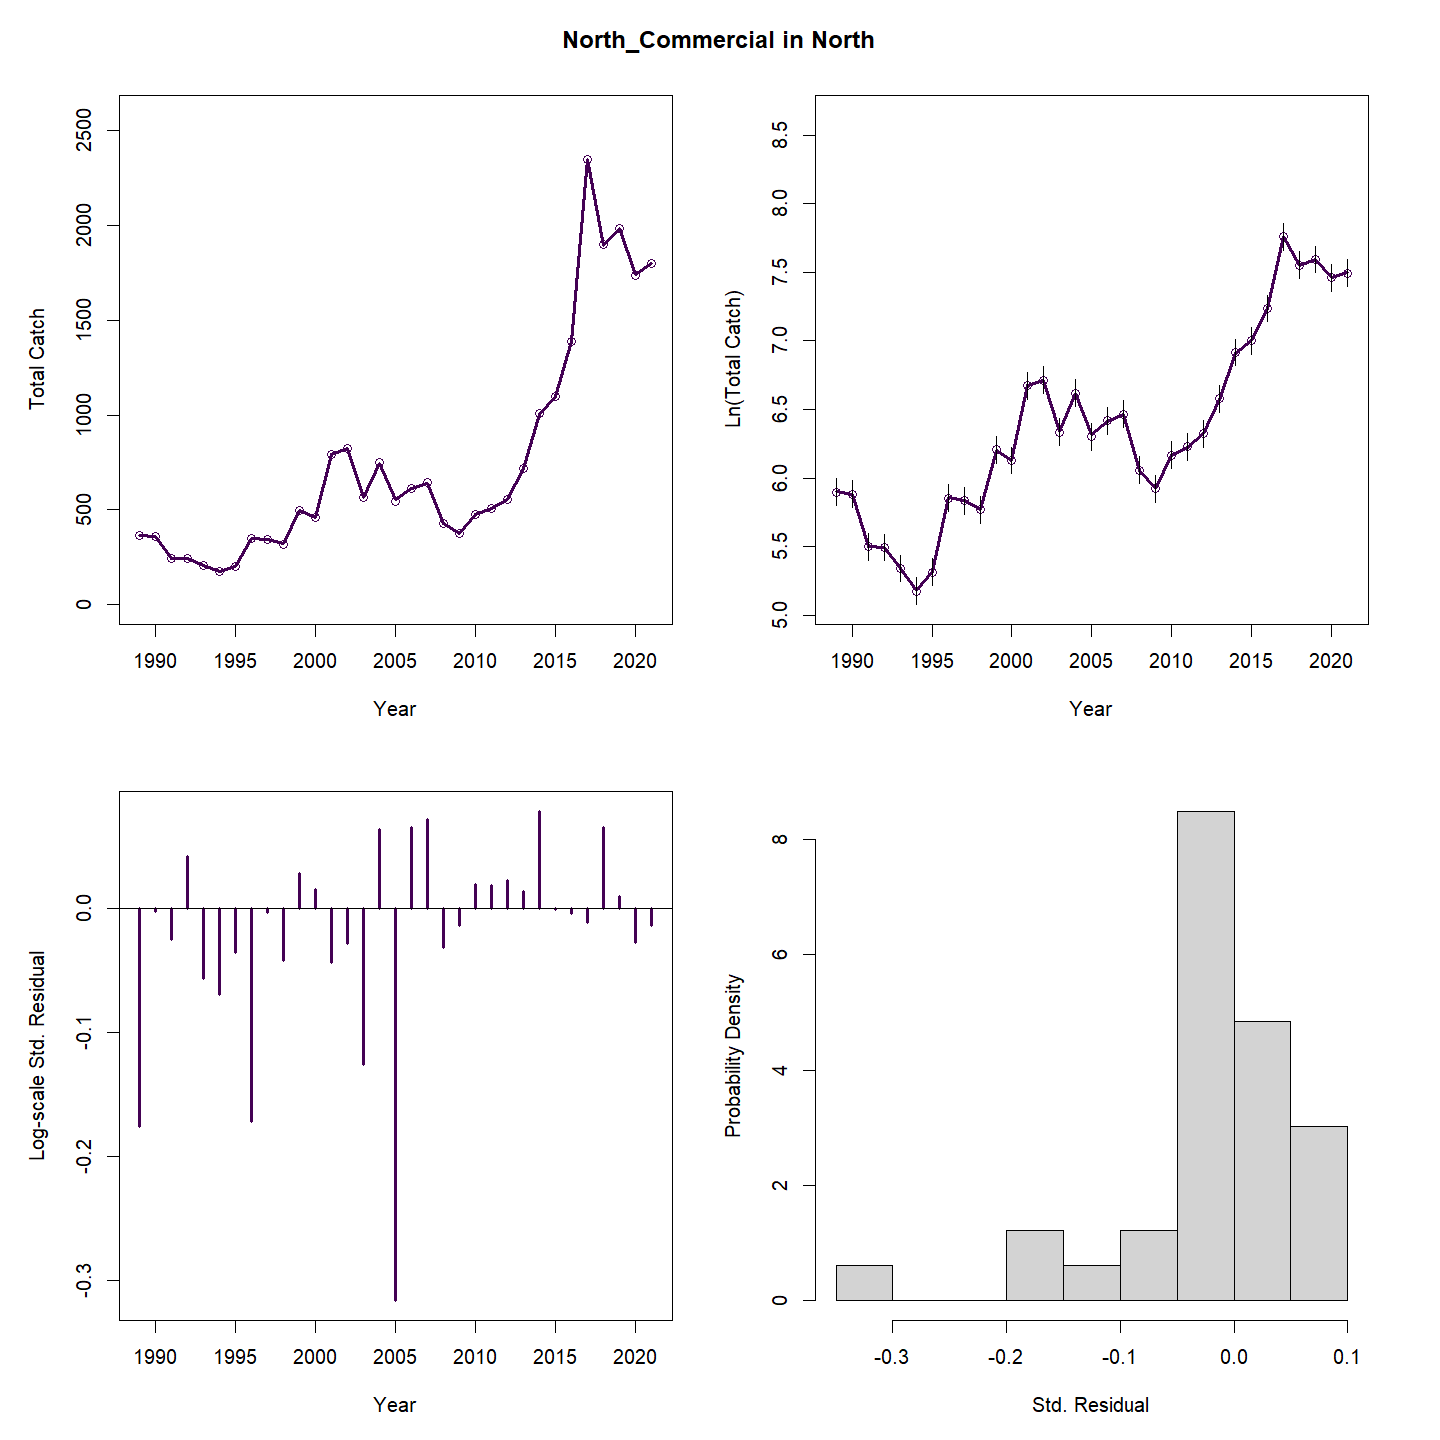 North_Commercial in North
Total Catch
2500
2000
1500
1000
500
0
1990 1995 2000 2005 2010 2015 2020
Year
Ln(Total Catch)
8.5
8.0
7.5
7.0
6.5
6.0
5.5
5.0
1990 1995 2000 2005 2010 2015 2020
Year
Log-scale Std. Residual
0.0
-0.1
-0.2
-0.3
1990 1995 2000 2005 2010 2015 2020
Year
Probability Density
8
6
4
2
0
-0.3 -0.2 -0.1 0.0 0.1
Std. Residual